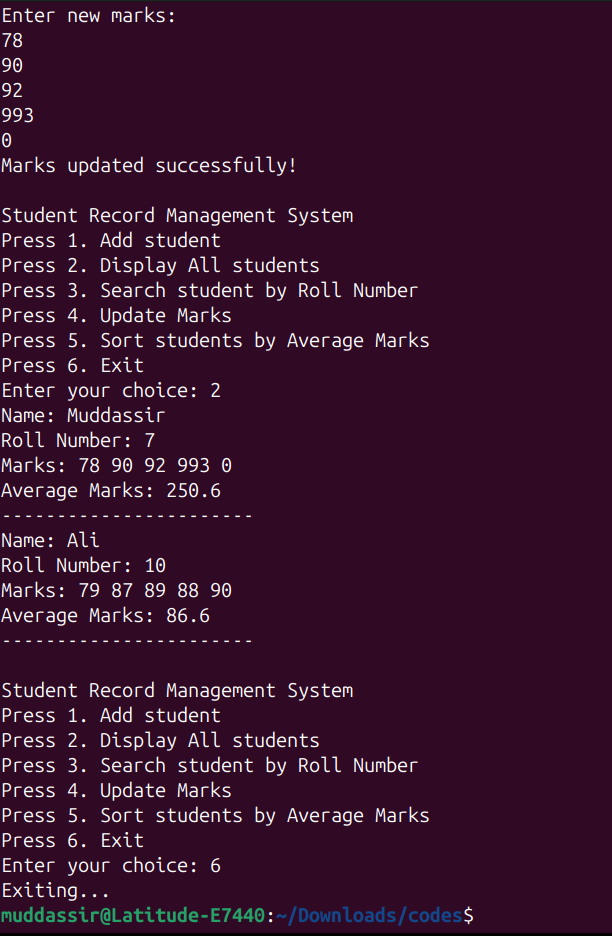 Enter new marks:
78
90
92
993
0
Marks updated successfully!
Student Record Management System
Press 1. Add student
Press 2. Display All students
Press 3. Search student by Roll Number
Press 4. Update Marks
Press 5. Sort students by Average Marks
Press 6. Exit
Enter your choice: 2
Name: Muddassir
Roll Number: 7
Marks: 78 90 92 993 0
Average Marks: 250.6
-----------------------
Name: Ali
Roll Number: 10
Marks: 79 87 89 88 90
Average Marks: 86.6
-----------------------
Student Record Management System
Press 1. Add student
Press 2. Display All students
Press 3. Search student by Roll Number
Press 4. Update Marks
Press 5. Sort students by Average Marks
Press 6. Exit
Enter your choice: 6
Exiting...
muddassir@Latitude-E7440:~/Downloads/codes$